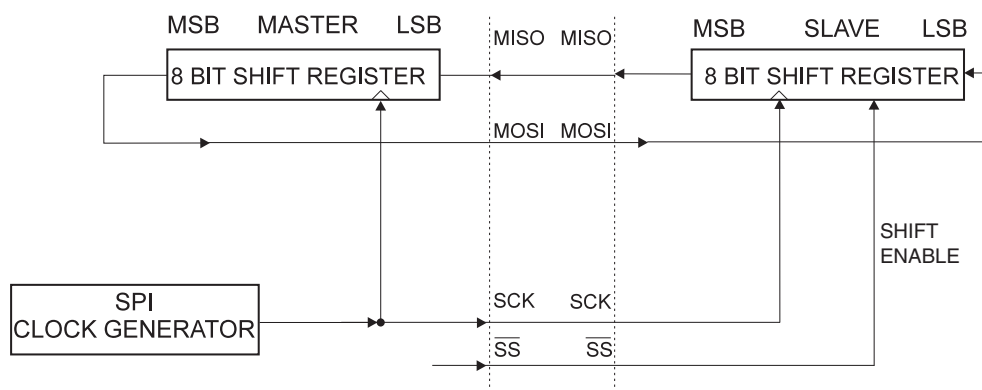 MSB MASTER LSB
MISO MISO
MSB SLAVE LSB
8 BIT SHIFT REGISTER
8 BIT SHIFT REGISTER
MOSI MOSI
SHIFT
ENABLE
SPI
CLOCK GENERATOR
SCK SCK
SS SS